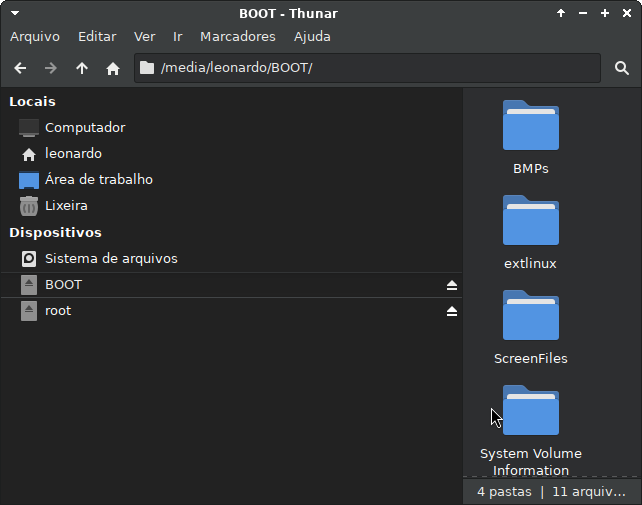 BOOT - Thunar
Arquivo Editar Ver Ir Marcadores Ajuda
/media/leonardo/BOOT/
Locais
Computador
leonardo
Área de trabalho
Lixeira
Dispositivos
Sistema de arquivos
BOOT
root
BMPs
extlinux
ScreenFiles
System Volume
Information
4 pastas | 11 arquiv...